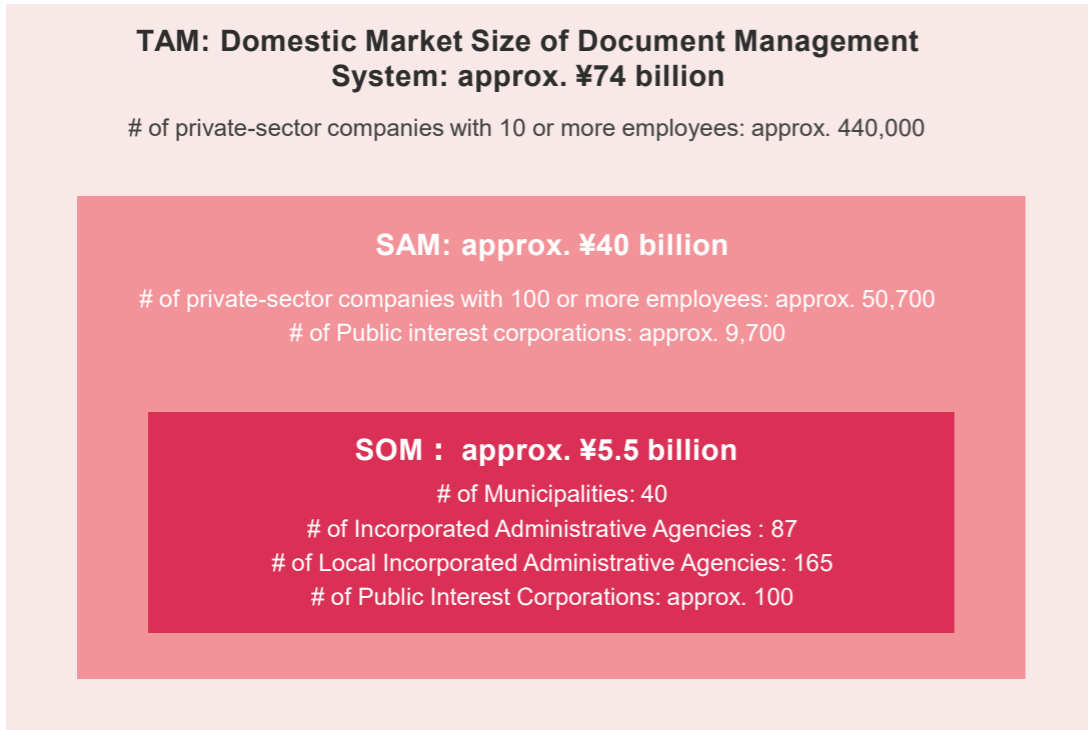 TAM: Domestic Market Size of Document Management
System: approx. ¥74 billion
# of private-sector companies with 10 or more employees: approx. 440,000
SAM: approx. ¥40 billion
# of private-sector companies with 100 or more employees: approx. 50,700
# of Public interest corporations: approx. 9,700
SOM： approx. ¥5.5 billion
# of Municipalities: 40
# of Incorporated Administrative Agencies : 87
# of Local Incorporated Administrative Agencies: 165
# of Public Interest Corporations: approx. 100